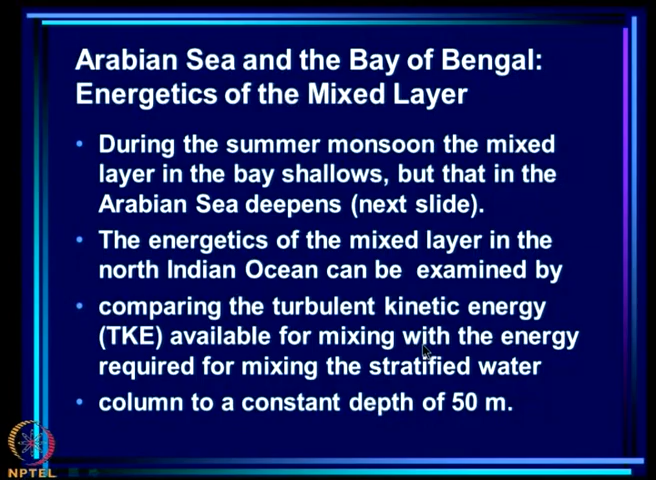 Arabian Sea and the Bay of Bengal:
Energetics of the Mixed Layer
• During the summer monsoon the mixed
layer in the bay shallows, but that in the
Arabian Sea deepens (next slide).
• The energetics of the mixed layer in the
north Indian Ocean can be examined by
• comparing the turbulent kinetic energy
(TKE) available for mixing with the energy
required for mixing the stratified water
• column to a constant depth of 50 m.
NPTEL